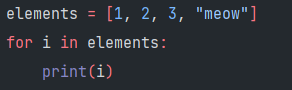 elements = [1, 2, 3, "meow"]
for i in elements:
    print(i)